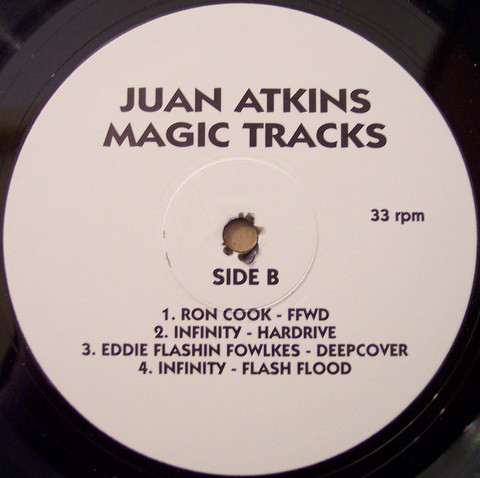 JUAN ATKINS
MAGIC TRACKS
33 rpm
SIDE B
1. RON COOK - FFWD
2. INFINITY - HARDRIVE
3. EDDIE FLASHIN FOWLKES - DEEPCOVER
4. INFINITY - FLASH FLOOD